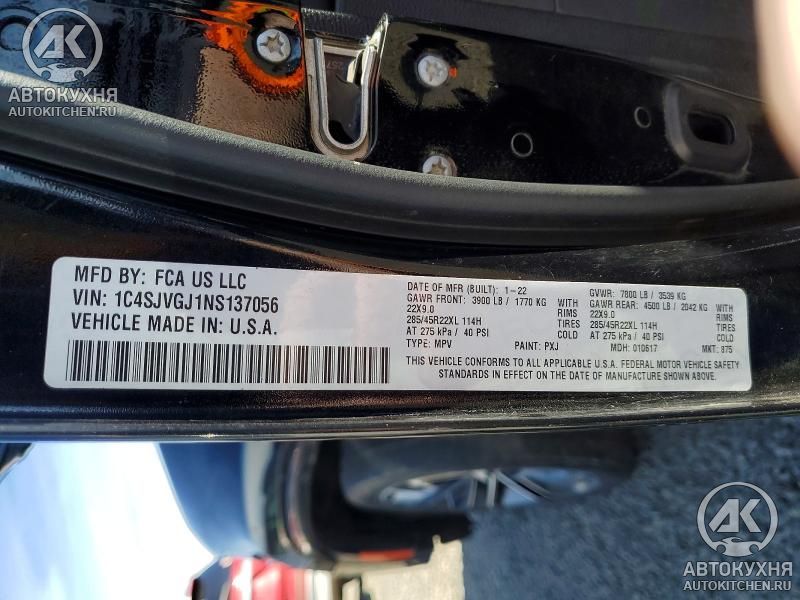 AK
АВТОКУХНЯ
AUTOKITCHEN.RU
MFD BY: FCA US LLC
VIN: 1C4SJVGJ1NS137056
VEHICLE MADE IN: U.S.A.
DATE OF MFR (BUILT): 1-22
GAWR FRONT: 3900 LB / 1770 KG WITH
22X9.0 RIMS
285/45R22XL 114H TIRES
AT 275 kPa / 40 PSI COLD
TYPE: MPV PAINT: PXJ
GVWR: 7800 LB / 3539 KG
GAWR REAR: 4500 LB / 2042 KG WITH
22X9.0 RIMS
285/45R22XL 114H TIRES
AT 275 kPa / 40 PSI COLD
MDH: 010617 MKT: 875
THIS VEHICLE CONFORMS TO ALL APPLICABLE U.S.A. FEDERAL MOTOR VEHICLE SAFETY
STANDARDS IN EFFECT ON THE DATE OF MANUFACTURE SHOWN ABOVE.
AK
АВТОКУХНЯ
AUTOKITCHEN.RU